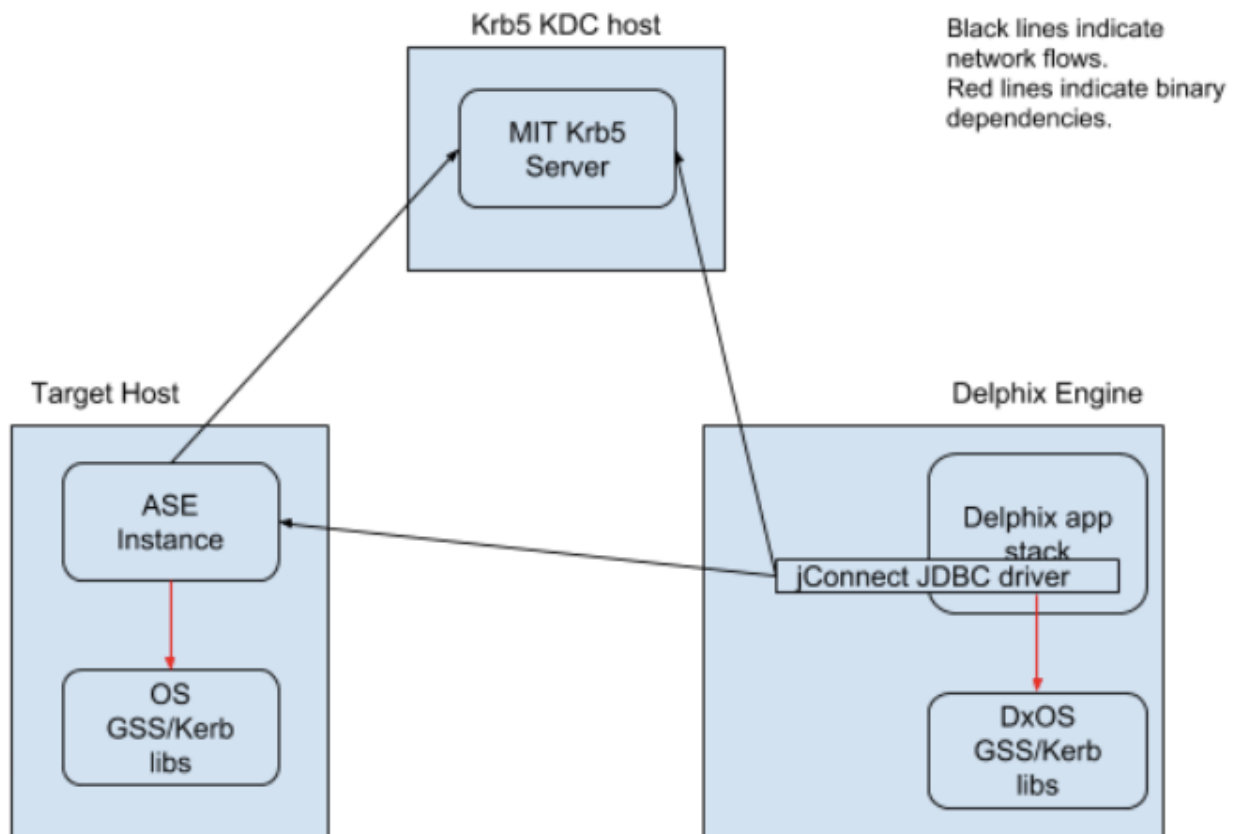 Krb5 KDC host
Black lines indicate
network flows.
Red lines indicate binary
dependencies.
MIT Krb5
Server
Target Host
Delphix Engine
ASE
Instance
Delphix app
stack
jConnect JDBC driver
OS
GSS/Kerb
libs
DxOS
GSS/Kerb
libs